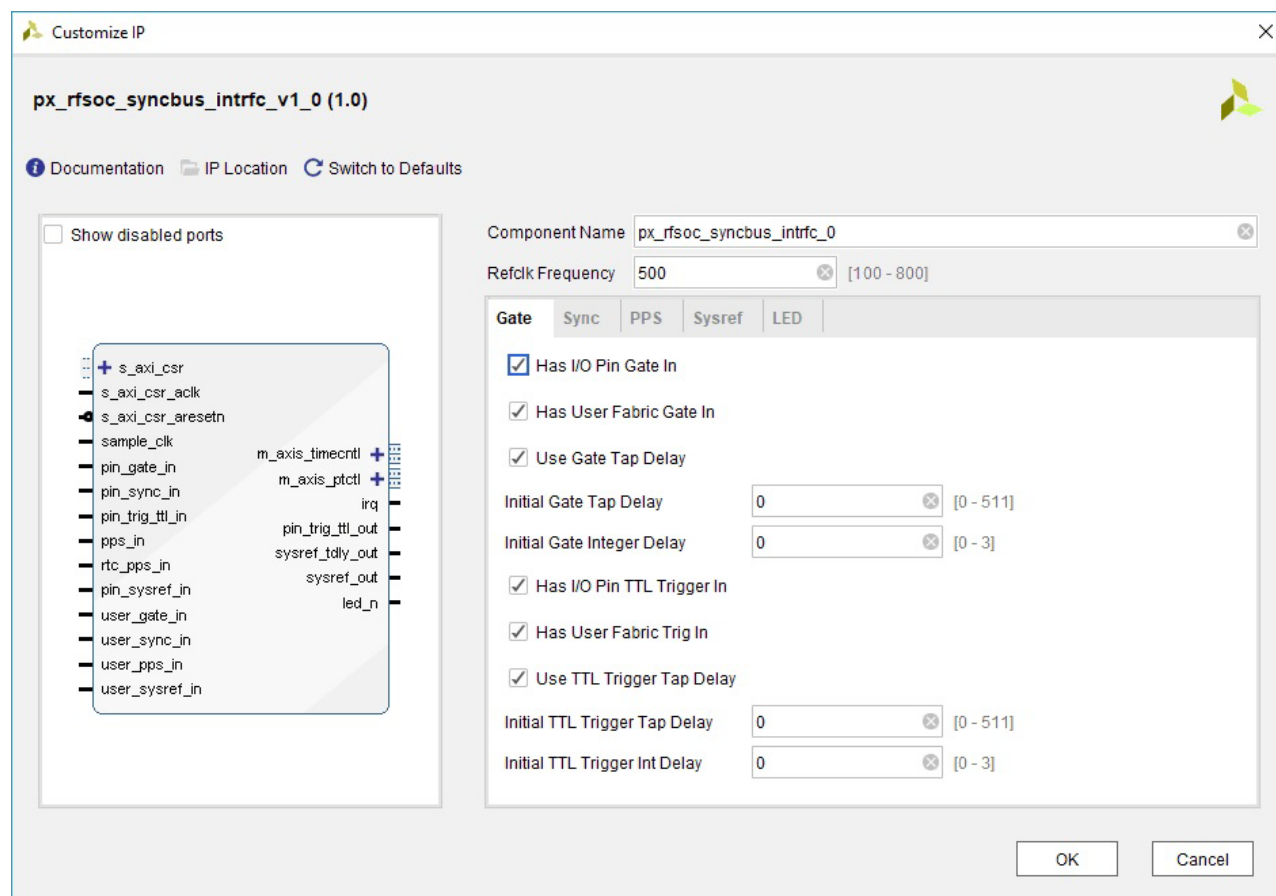 Customize IP
px_rfsoc_syncbus_intrfc_v1_0 (1.0)
Documentation IP Location Switch to Defaults
Show disabled ports
s_axi_csr
s_axi_csr_aclk
s_axi_csr_aresetn
sample_clk
pin_gate_in
pin_sync_in
pin_trig_ttl_in
pps_in
rtc_pps_in
pin_sysref_in
user_gate_in
user_sync_in
user_pps_in
user_sysref_in
m_axis_timecntl
m_axis_ptctl
irq
pin_trig_ttl_out
sysref_tdly_out
sysref_out
led_n
Component Name px_rfsoc_syncbus_intrfc_0
Refclk Frequency 500 [100 - 800]
Gate Sync PPS Sysref LED
Has I/O Pin Gate In
Has User Fabric Gate In
Use Gate Tap Delay
Initial Gate Tap Delay 0 [0 - 511]
Initial Gate Integer Delay 0 [0 - 3]
Has I/O Pin TTL Trigger In
Has User Fabric Trig In
Use TTL Trigger Tap Delay
Initial TTL Trigger Tap Delay 0 [0 - 511]
Initial TTL Trigger Int Delay 0 [0 - 3]
OK Cancel